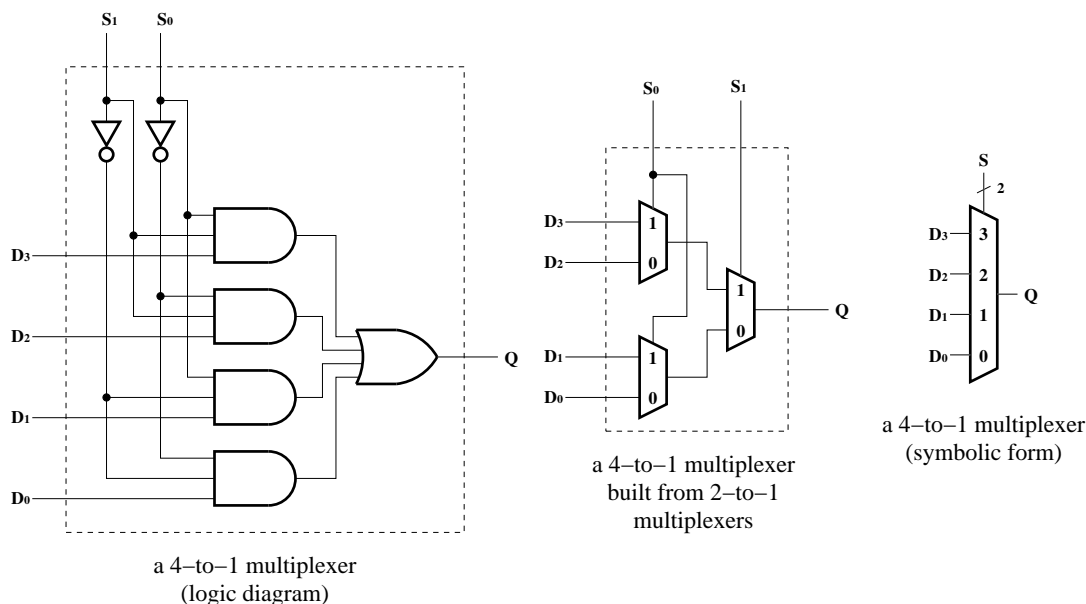 S1 S0
D3
D2
D1
D0
Q
a 4–to–1 multiplexer
(logic diagram)
S0 S1
D3
D2
D1
D0
1
0
1
0
1
0
Q
a 4–to–1 multiplexer
built from 2–to–1
multiplexers
S
2
D3 3
D2 2
D1 1
D0 0
Q
a 4–to–1 multiplexer
(symbolic form)